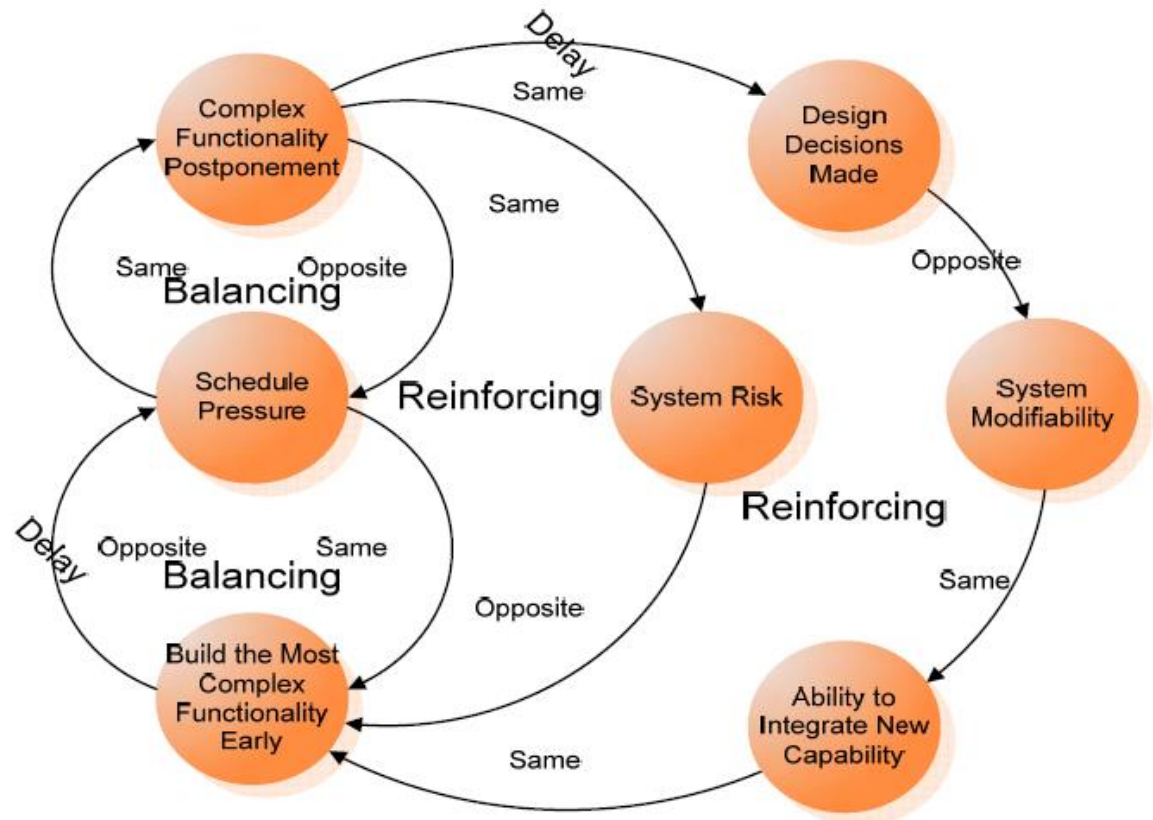 Delay
Same
Complex
Functionality
Postponement
Design
Decisions
Made
Same
Same
Opposite
Balancing
Opposite
Schedule
Pressure
Reinforcing
System Risk
System
Modifiability
Reinforcing
Delay
Opposite
Same
Balancing
Same
Opposite
Build the Most
Complex
Functionality
Early
Ability to
Integrate New
Capability
Same